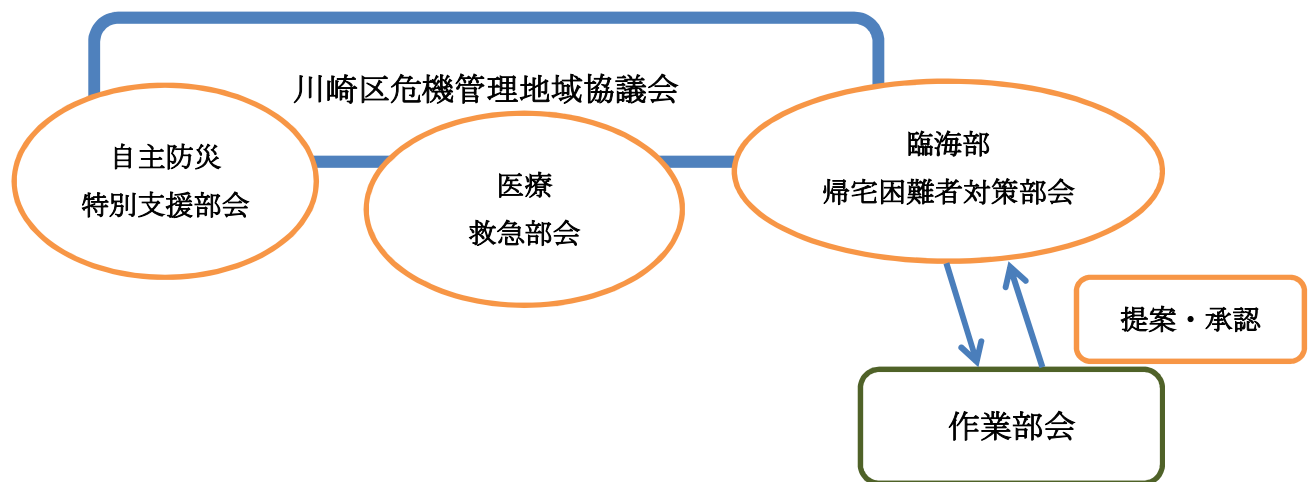 川崎区危機管理地域協議会
自主防災
特別支援部会
医療
救急部会
臨海部
帰宅困難者対策部会
提案・承認
作業部会